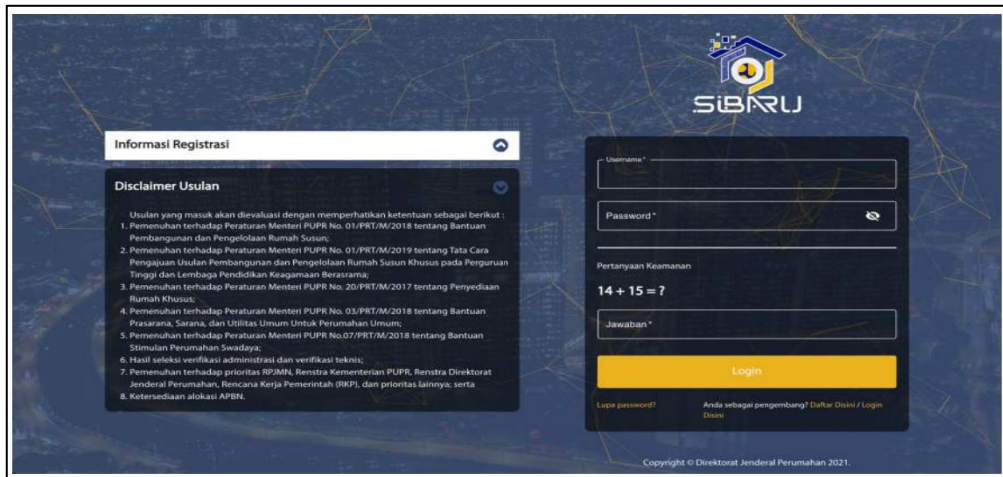 SIBARU
Informasi Registrasi
Disclaimer Usulan
Usulan yang masuk akan dievaluasi dengan memperhatikan ketentuan sebagai berikut :
1. Pemenuhan terhadap Peraturan Menteri PUPR No. 01/PRT/M/2018 tentang Bantuan
Pembangunan dan Pengelolaan Rumah Susun;
2. Pemenuhan terhadap Peraturan Menteri PUPR No. 01/PRT/M/2019 tentang Tata Cara
Pengajuan Usulan Pembangunan dan Pengelolaan Rumah Susun Khusus pada Perguruan
Tinggi dan Lembaga Pendidikan Keagamaan Berasrama;
3. Pemenuhan terhadap Peraturan Menteri PUPR No. 20/PRT/M/2017 tentang Penyediaan
Rumah Khusus;
4. Pemenuhan terhadap Peraturan Menteri PUPR No. 03/PRT/M/2018 tentang Bantuan
Prasarana, Sarana, dan Utilitas Umum Untuk Perumahan Umum;
5. Pemenuhan terhadap Peraturan Menteri PUPR No.07/PRT/M/2018 tentang Bantuan
Stimulan Perumahan Swadaya;
6. Hasil seleksi verifikasi administrasi dan verifikasi teknis;
7. Pemenuhan terhadap prioritas RPJMN, Renstra Kementerian PUPR, Renstra Direktorat
Jenderal Perumahan, Rencana Kerja Pemerintah (RKP), dan prioritas lainnya; serta
8. Ketersediaan alokasi APBN.
Username *
Password *
Pertanyaan Keamanan
14 + 15 = ?
Jawaban *
Login
Lupa password?
Anda sebagai pengembang? Daftar Disini / Login
Disini
Copyright © Direktorat Jenderal Perumahan 2021.